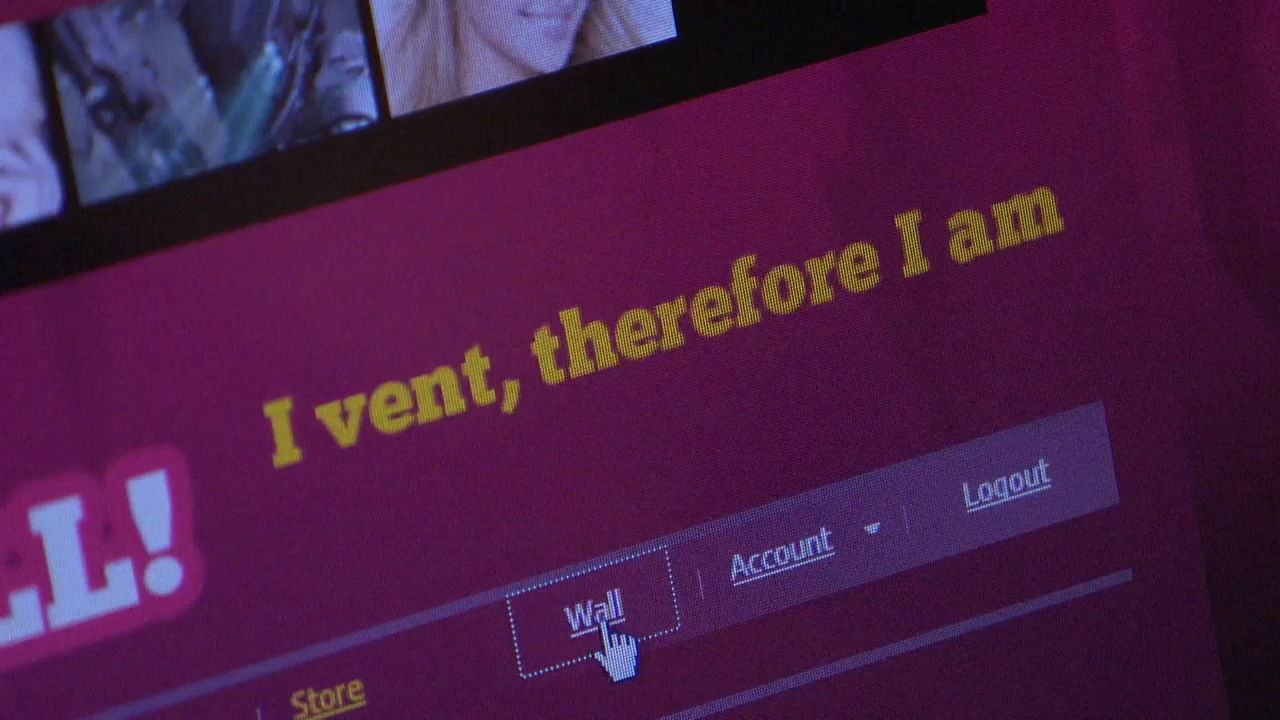 I vent, therefore I am
LL!
Wall
Account
Logout
Store